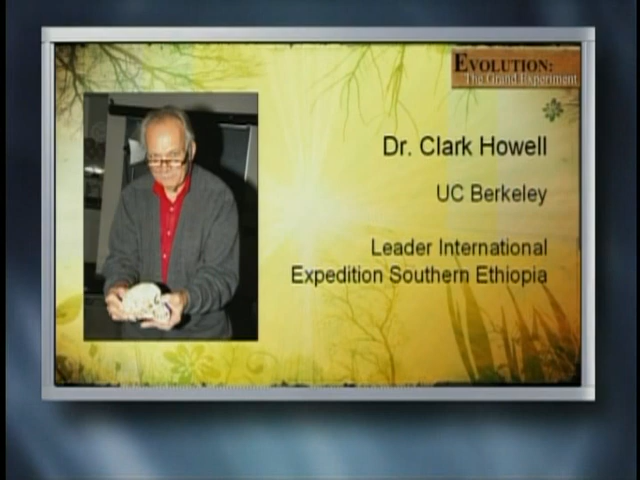 EVOLUTION:
The Grand Experiment
Dr. Clark Howell
UC Berkeley
Leader International
Expedition Southern Ethiopia